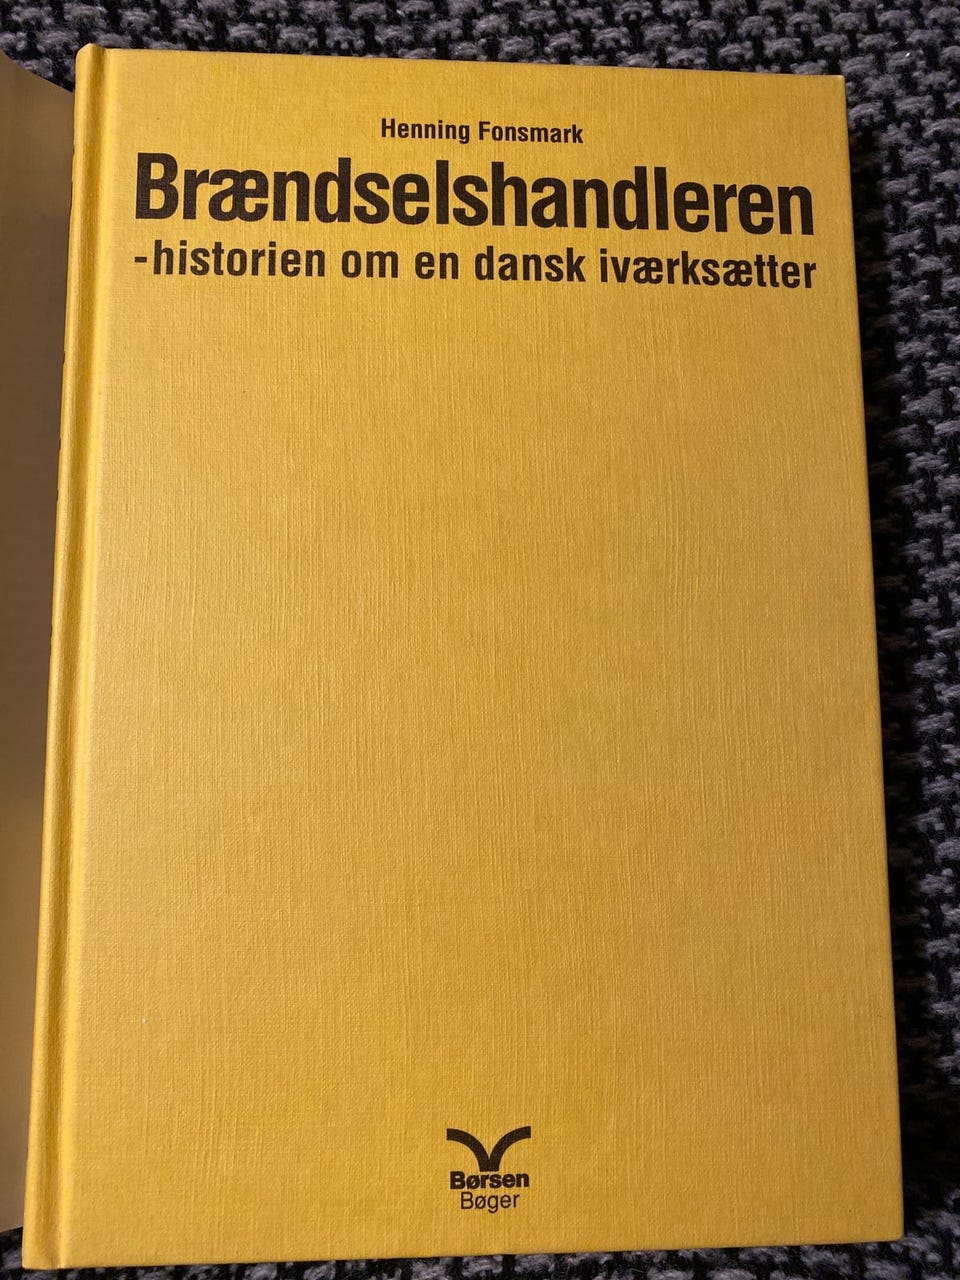 Henning Fonsmark
Brændselshandleren
-historien om en dansk iværksætter
Børsen
Bøger